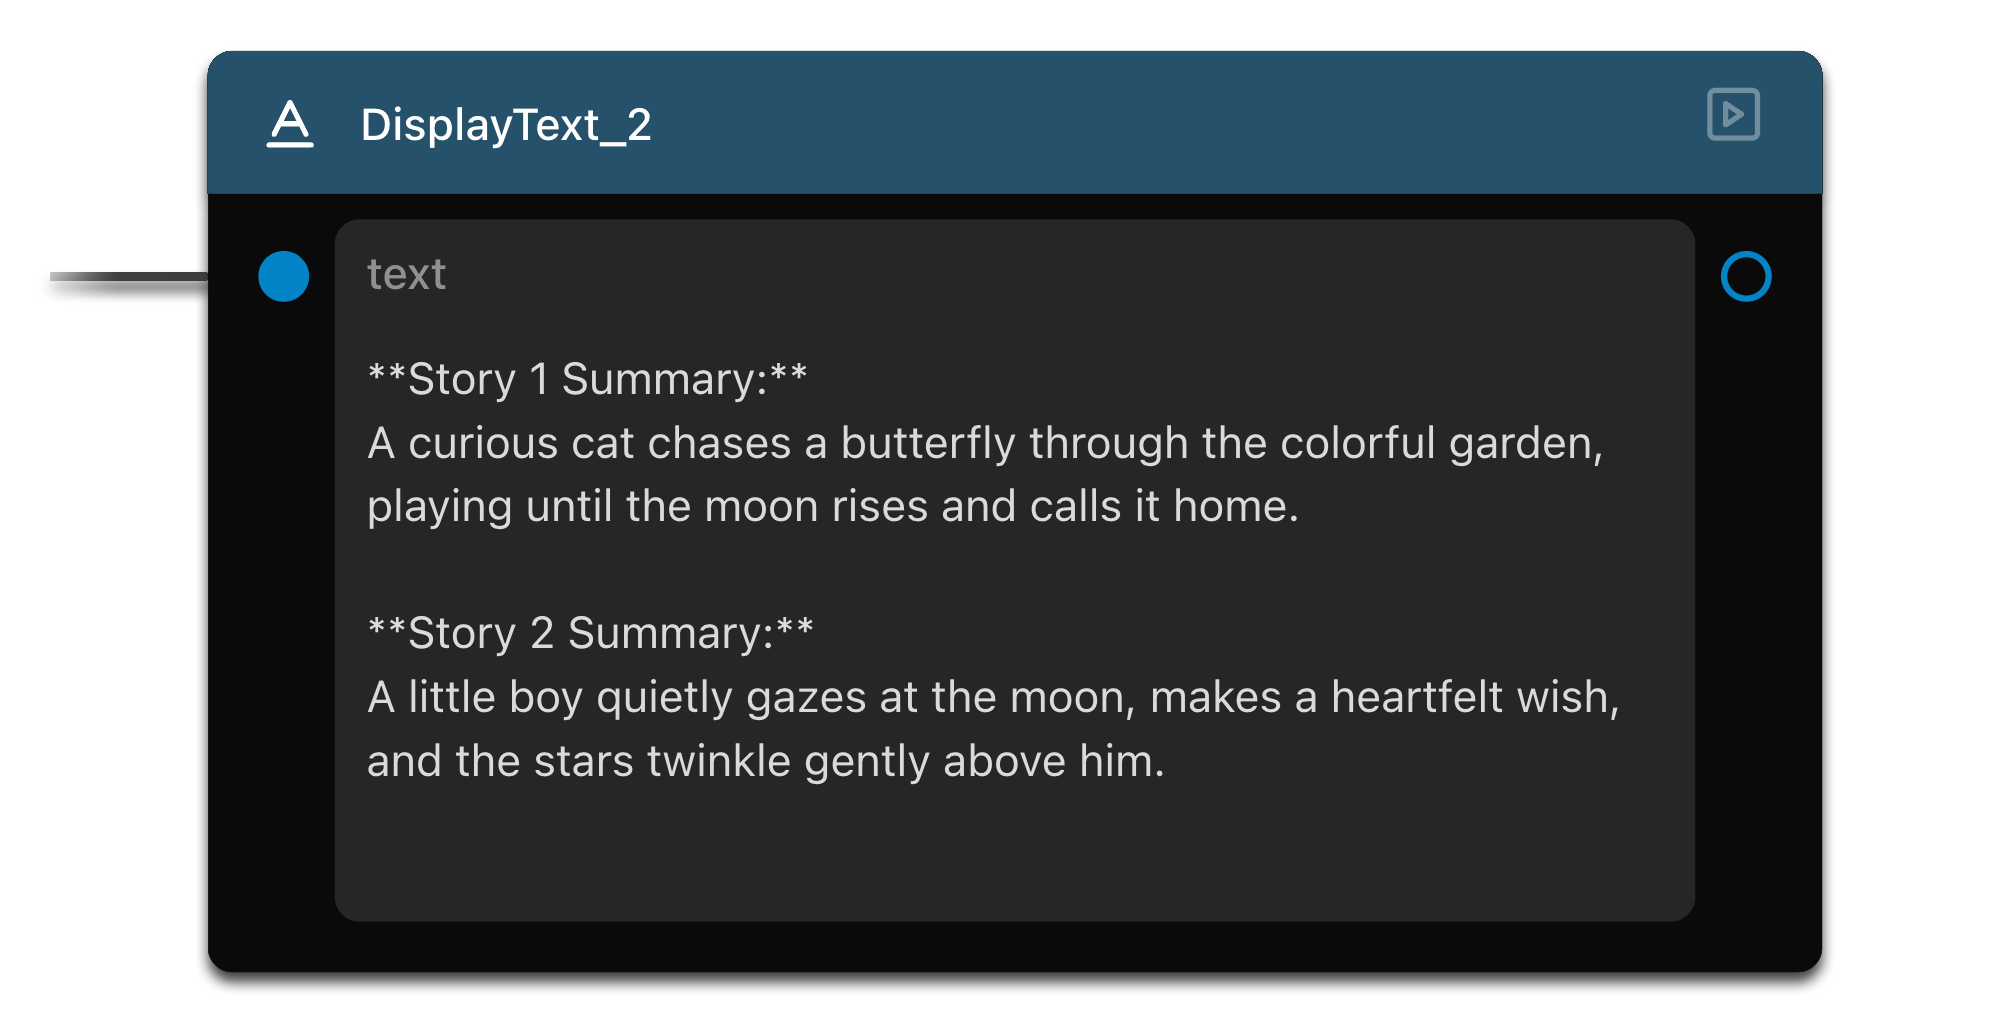 DisplayText_2
text
**Story 1 Summary:**
A curious cat chases a butterfly through the colorful garden,
playing until the moon rises and calls it home.
**Story 2 Summary:**
A little boy quietly gazes at the moon, makes a heartfelt wish,
and the stars twinkle gently above him.